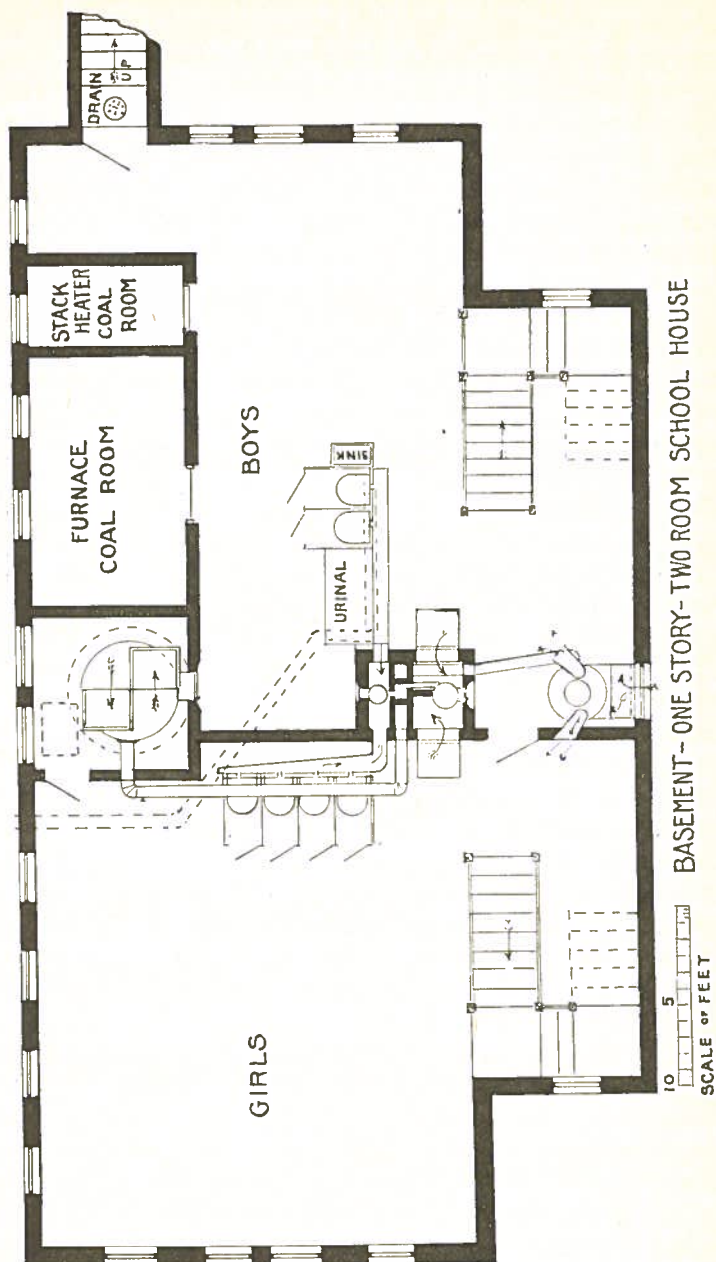 DRAIN
UP
STACK
HEATER
COAL
ROOM
FURNACE
COAL ROOM
BOYS
SINK
URINAL
GIRLS
10 5
SCALE OF FEET
BASEMENT- ONE STORY- TWO ROOM SCHOOL HOUSE